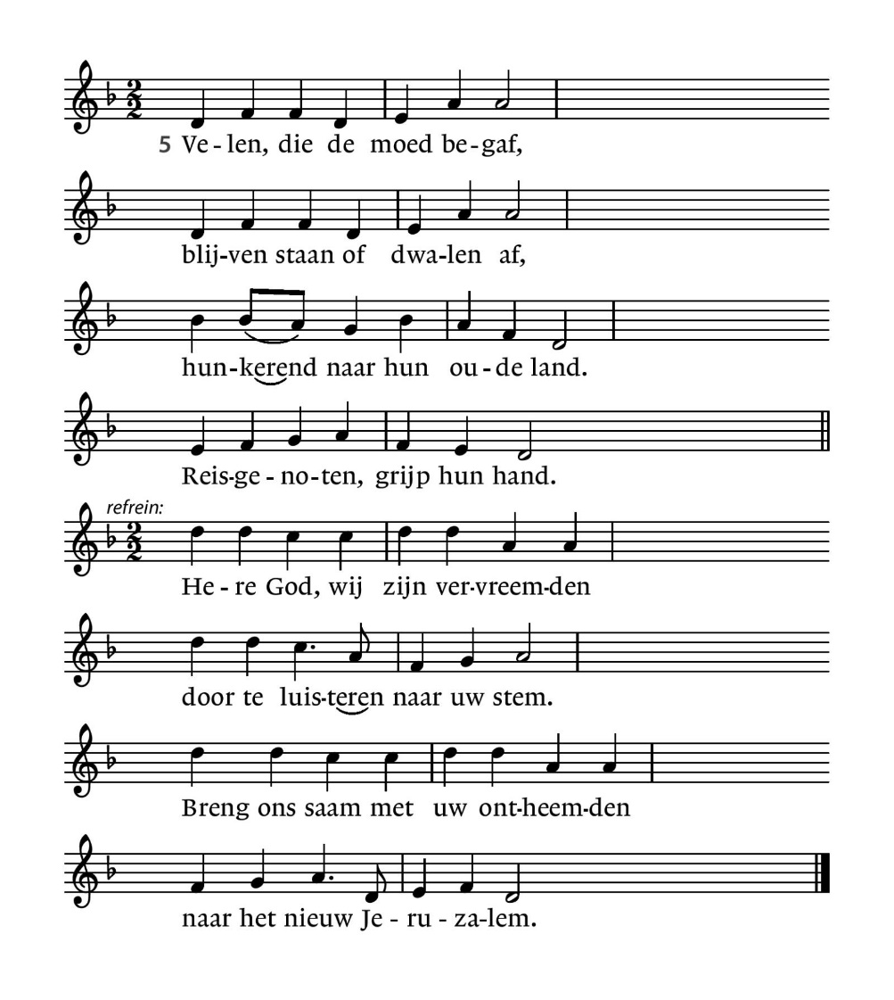 5 Ve - len, die de moed be - gaf,
blij - ven staan of dwa - len af,
hun - kerend naar hun ou - de land.
Reis - ge - no - ten, grijp hun hand.
refrein:
He - re God, wij zijn ver - vreem - den
door te luis - teren naar uw stem.
Breng ons saam met uw ont - heem - den
naar het nieuw Je - ru - za - lem.